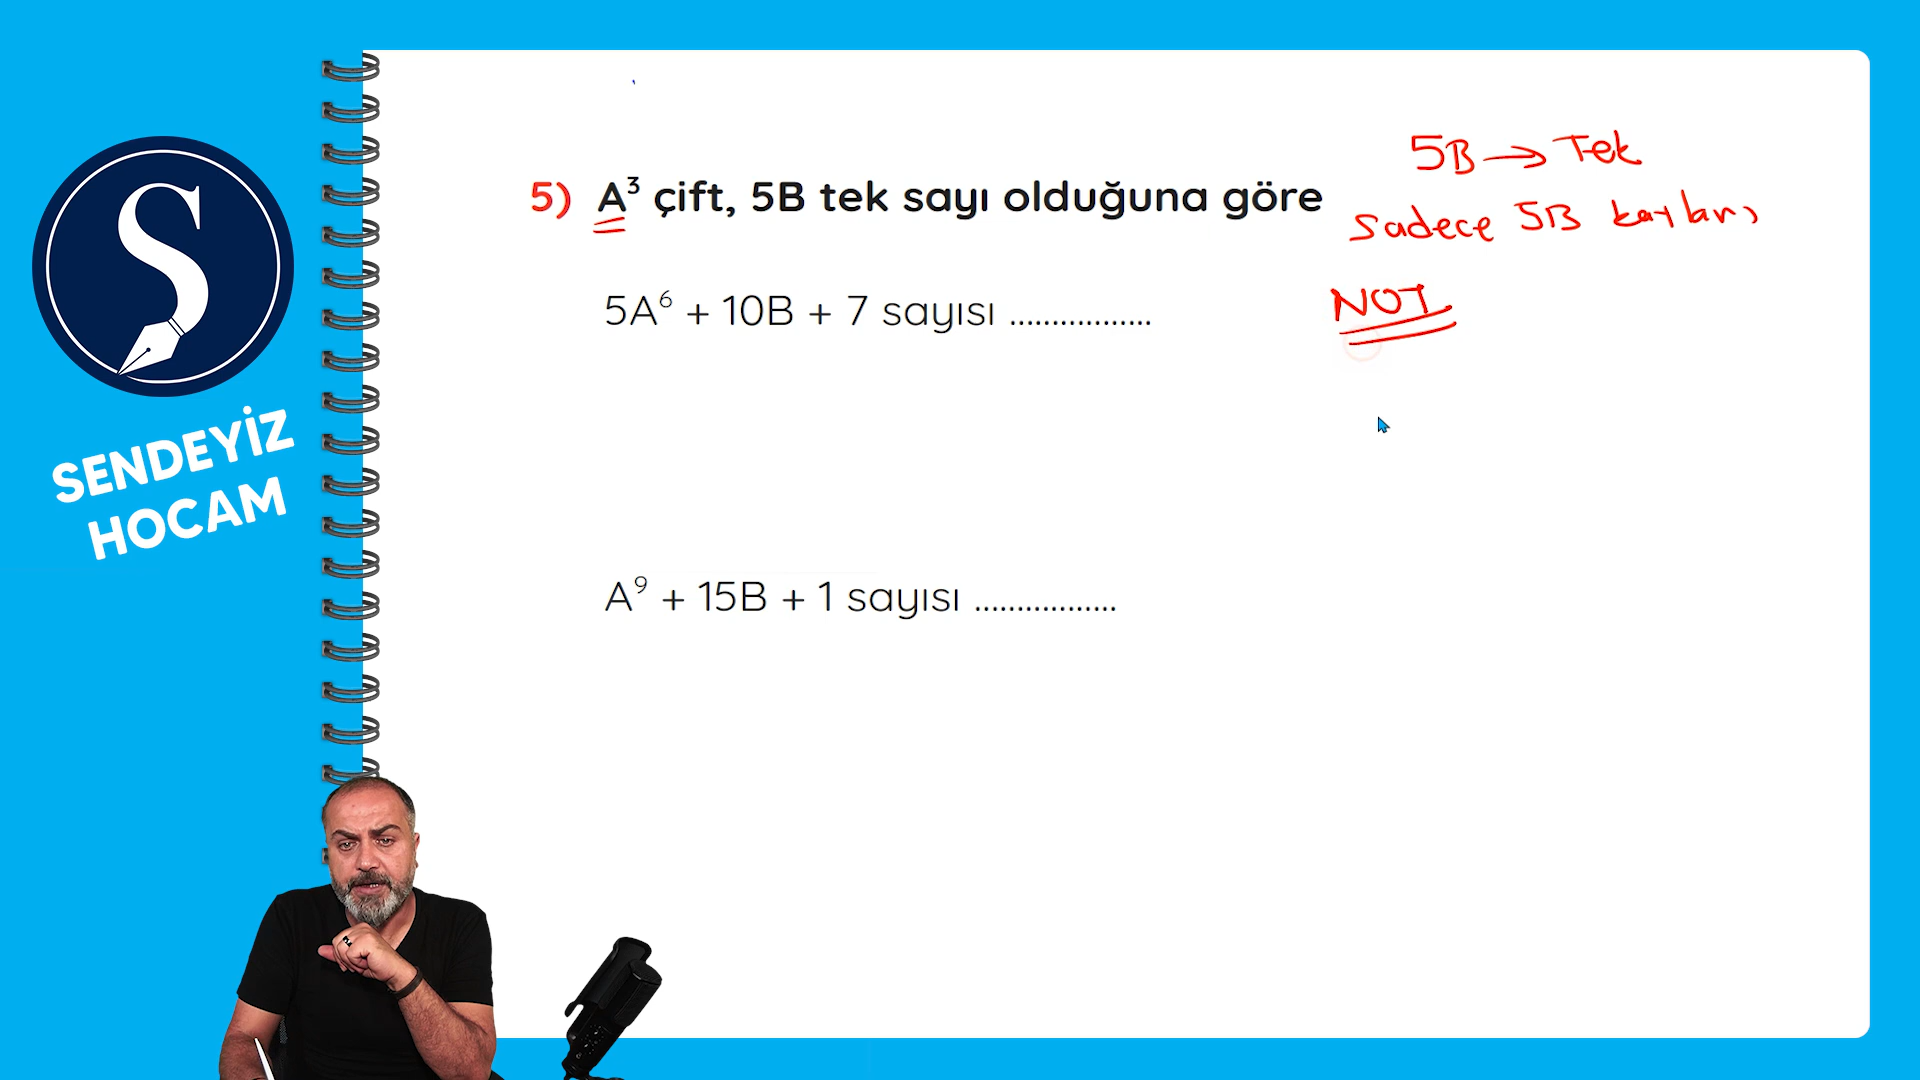 SENDEYİZ
HOCAM
5) A³ çift, 5B tek sayı olduğuna göre
5A⁶ + 10B + 7 sayısı .................
A⁹ + 15B + 1 sayısı .................
5B → Tek
Sadece 5B katları
NOT